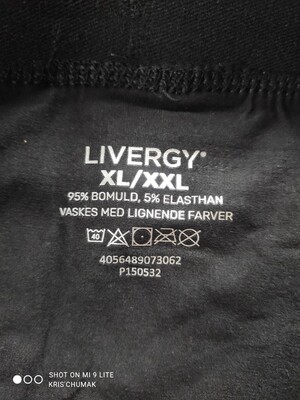 LIVERGY®
XL/XXL
95% BOMULD, 5% ELASTHAN
VASKES MED LIGNENDE FARVER
40
4056489073062
P150532
SHOT ON MI 9 LITE
KRIS'CHUMAK